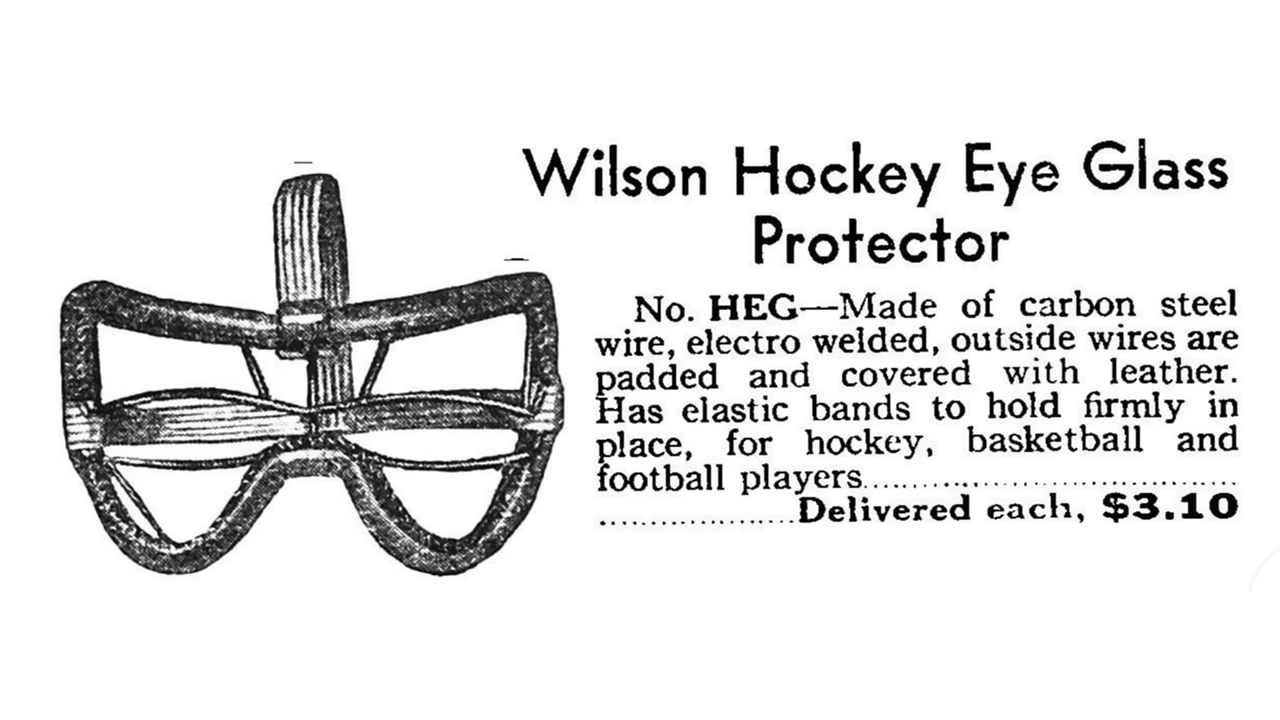 Wilson Hockey Eye Glass
Protector
No. HEG—Made of carbon steel
wire, electro welded, outside wires are
padded and covered with leather.
Has elastic bands to hold firmly in
place, for hockey, basketball and
football players.......................................
....................Delivered each, $3.10